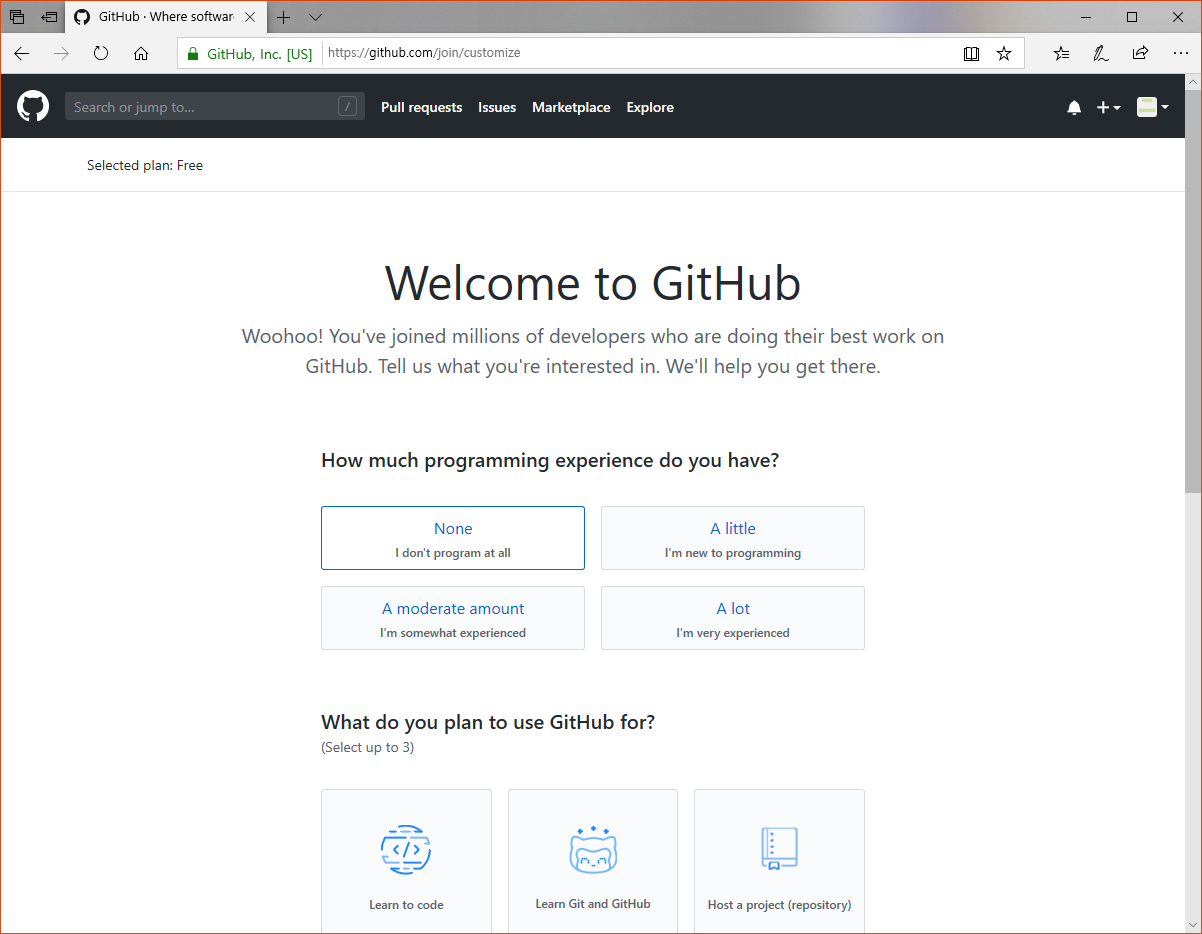 GitHub · Where softwar
GitHub, Inc. [US] https://github.com/join/customize
Search or jump to... / Pull requests Issues Marketplace Explore
Selected plan: Free
Welcome to GitHub
Woohoo! You've joined millions of developers who are doing their best work on
GitHub. Tell us what you're interested in. We'll help you get there.
How much programming experience do you have?
None
I don't program at all
A little
I'm new to programming
A moderate amount
I'm somewhat experienced
A lot
I'm very experienced
What do you plan to use GitHub for?
(Select up to 3)
Learn to code
Learn Git and GitHub
Host a project (repository)